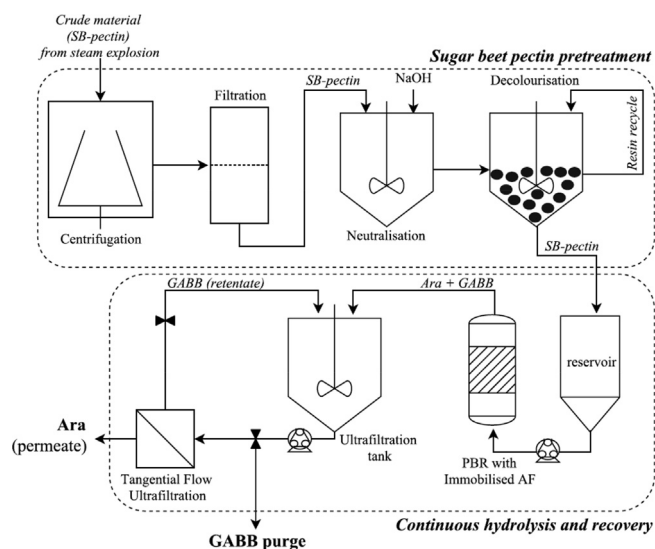 Crude material
(SB-pectin)
from steam explosion
Sugar beet pectin pretreatment
SB-pectin
NaOH
Decolourisation
Filtration
Resin recycle
Centrifugation
Neutralisation
SB-pectin
GABB (retentate)
Ara + GABB
reservoir
Ara
(permeate)
Ultrafiltration
tank
Tangential Flow
Ultrafiltration
PBR with
Immobilised AF
GABB purge
Continuous hydrolysis and recovery